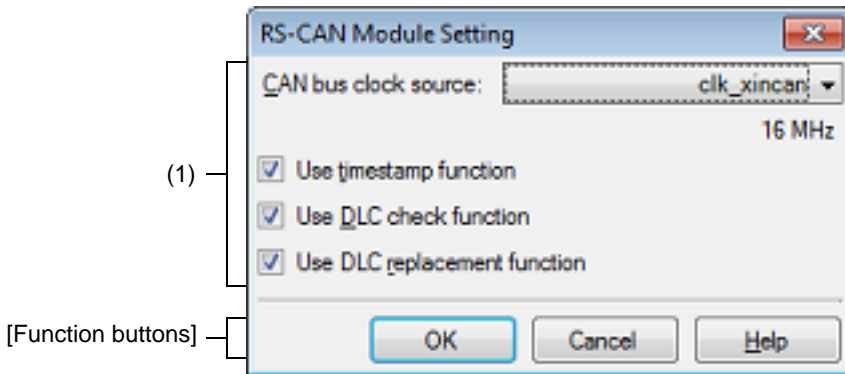 RS-CAN Module Setting
CAN bus clock source: clk_xincan
16 MHz
(1)
Use timestamp function
Use DLC check function
Use DLC replacement function
[Function buttons]
OK Cancel Help